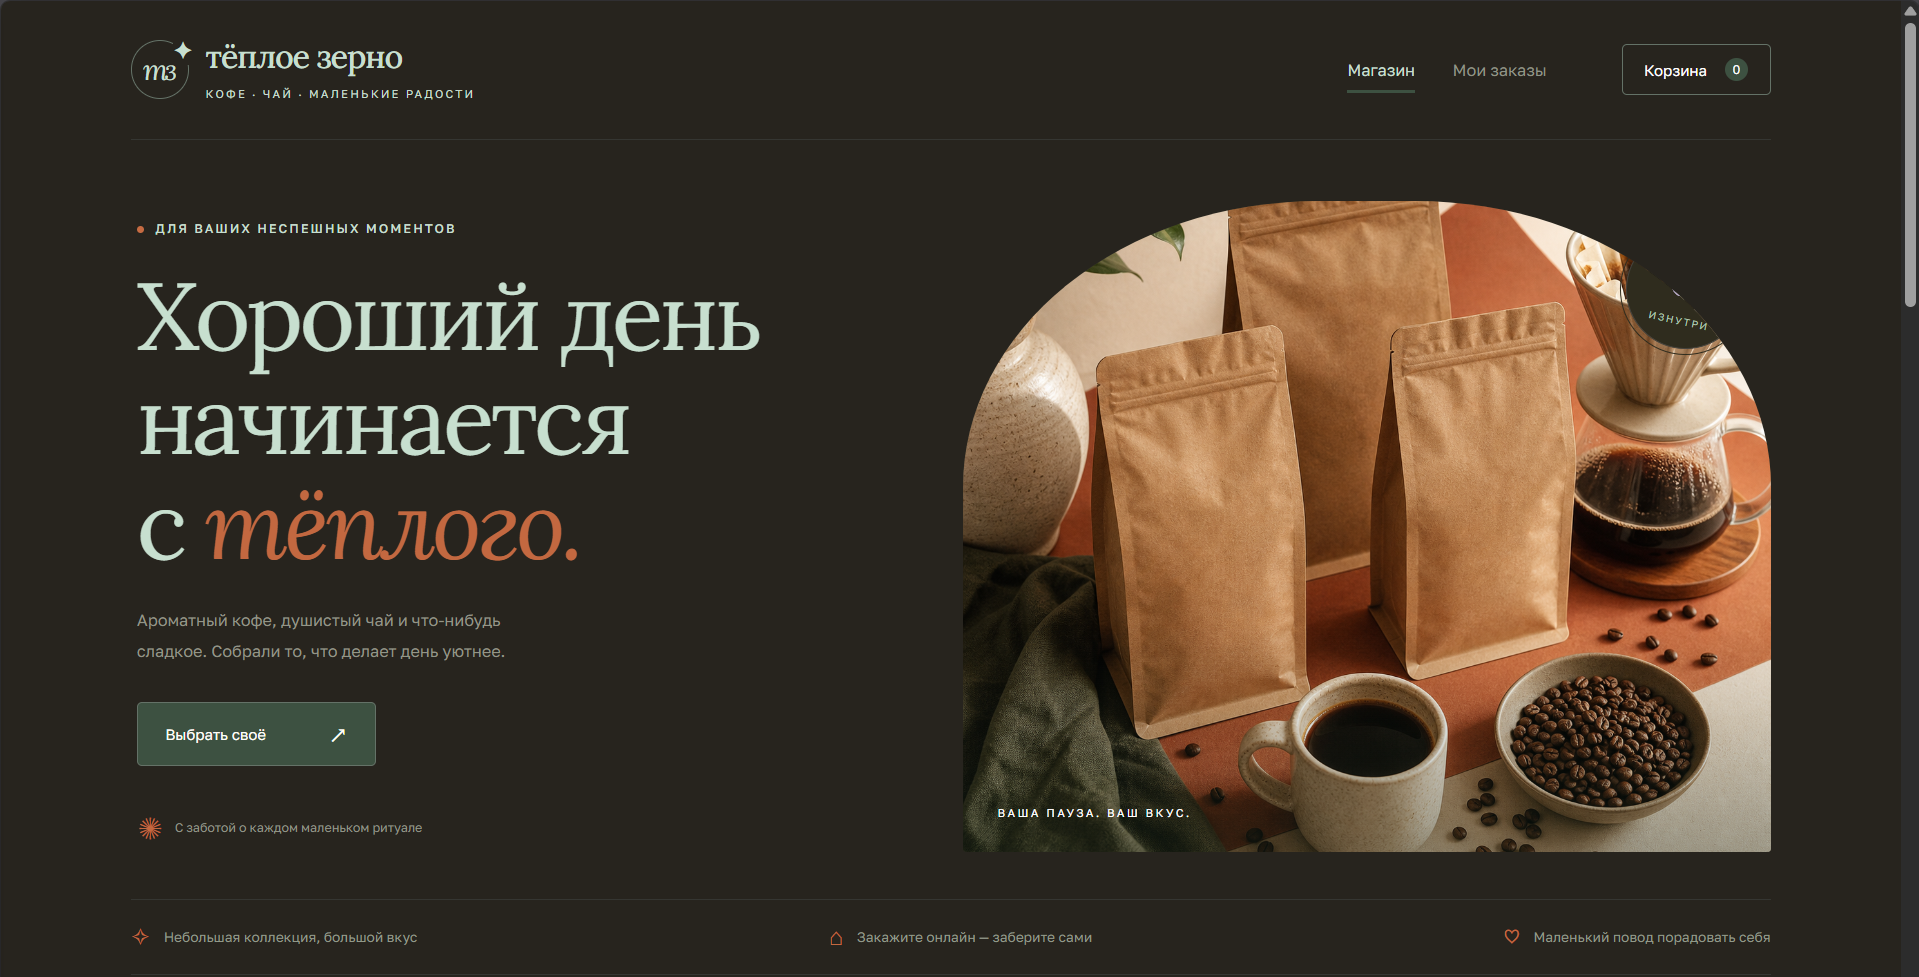 тз
тёплое зерно
КОФЕ · ЧАЙ · МАЛЕНЬКИЕ РАДОСТИ
Магазин
Мои заказы
Корзина 0
ДЛЯ ВАШИХ НЕСПЕШНЫХ МОМЕНТОВ
Хороший день
начинается
с тёплого.
Ароматный кофе, душистый чай и что-нибудь
сладкое. Собрали то, что делает день уютнее.
Выбрать своё ↗
С заботой о каждом маленьком ритуале
ИЗНУТРИ
ВАША ПАУЗА. ВАШ ВКУС.
Небольшая коллекция, большой вкус
Закажите онлайн — заберите сами
Маленький повод порадовать себя